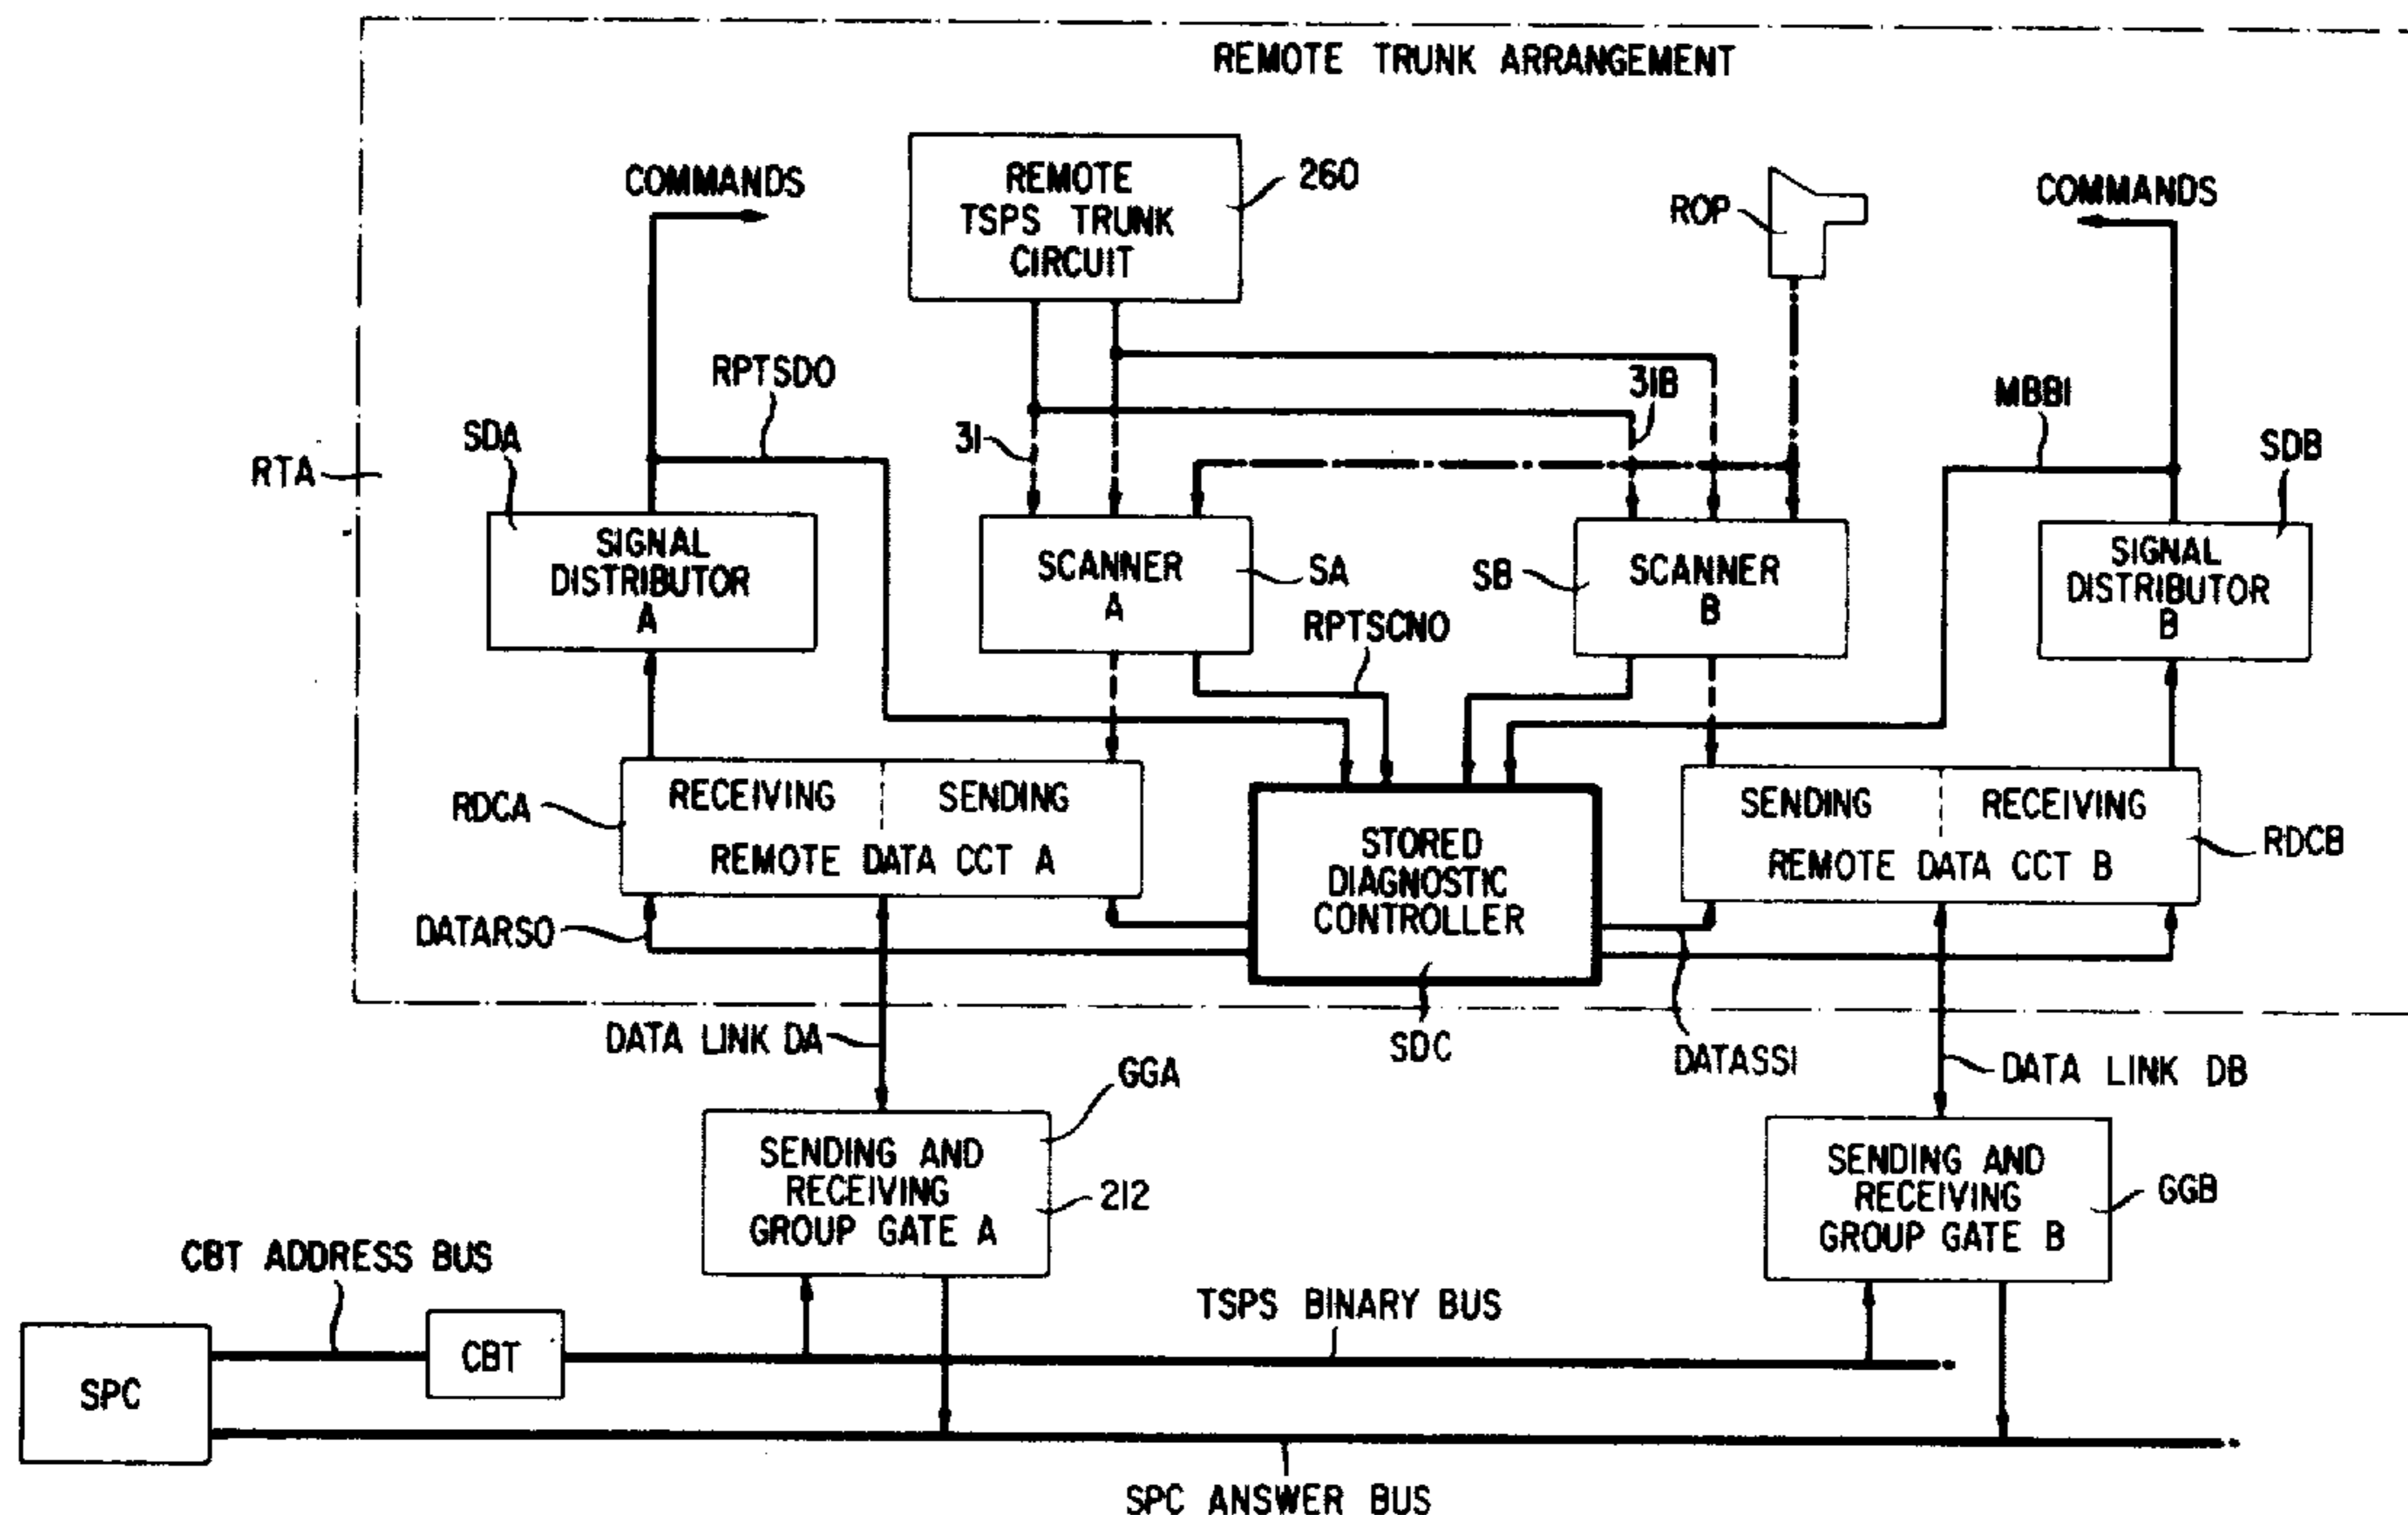 REMOTE TRUNK ARRANGEMENT
COMMANDS
REMOTE
TSPS TRUNK
CIRCUIT
260
ROP
COMMANDS
RPTSDO
31B
MBB1
SDA
31
SDB
RTA
SIGNAL
DISTRIBUTOR
A
SCANNER
A
SA
SB
SCANNER
B
SIGNAL
DISTRIBUTOR
B
RPTSCNO
RDCA
RECEIVING
SENDING
REMOTE DATA CCT A
STORED
DIAGNOSTIC
CONTROLLER
SENDING
RECEIVING
REMOTE DATA CCT B
RDCB
DATARSO
DATA LINK DA
SDC
DATASS1
DATA LINK DB
GGA
SENDING AND
RECEIVING
GROUP GATE A
212
SENDING AND
RECEIVING
GROUP GATE B
GGB
CBT ADDRESS BUS
TSPS BINARY BUS
CBT
SPC
SPC ANSWER BUS